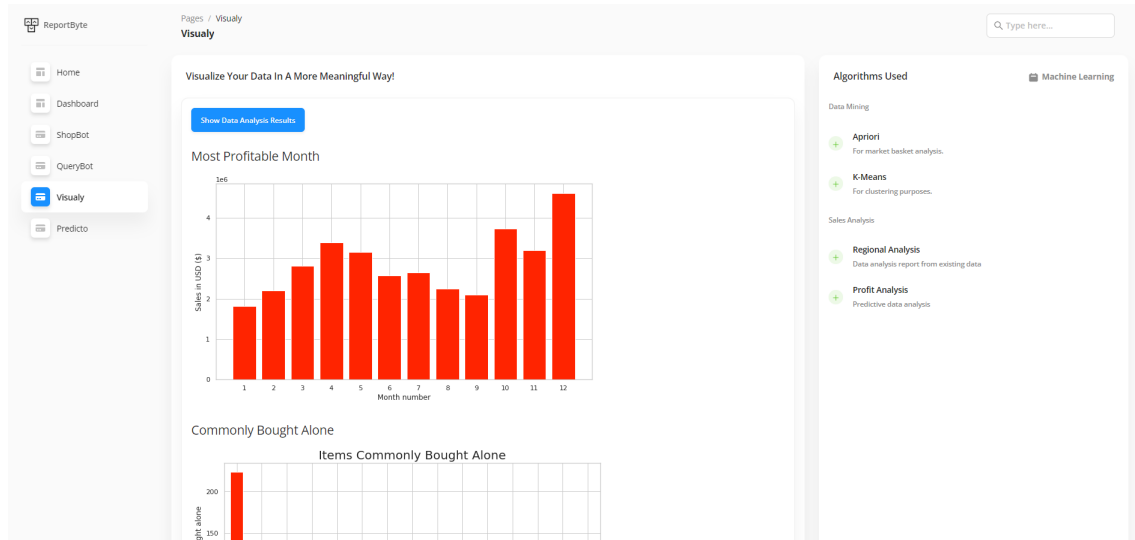 ReportByte
Pages / Visualy
Visualy
Type here...
Home
Dashboard
ShopBot
QueryBot
Visualy
Predicto
Visualize Your Data In A More Meaningful Way!
Show Data Analysis Results
Most Profitable Month
1e6
4
3
2
1
0
Sales in USD ($)
1 2 3 4 5 6 7 8 9 10 11 12
Month number
Commonly Bought Alone
Items Commonly Bought Alone
200
150
ght alone
Algorithms Used
Machine Learning
Data Mining
Apriori
For market basket analysis.
K-Means
For clustering purposes.
Sales Analysis
Regional Analysis
Data analysis report from existing data
Profit Analysis
Predictive data analysis